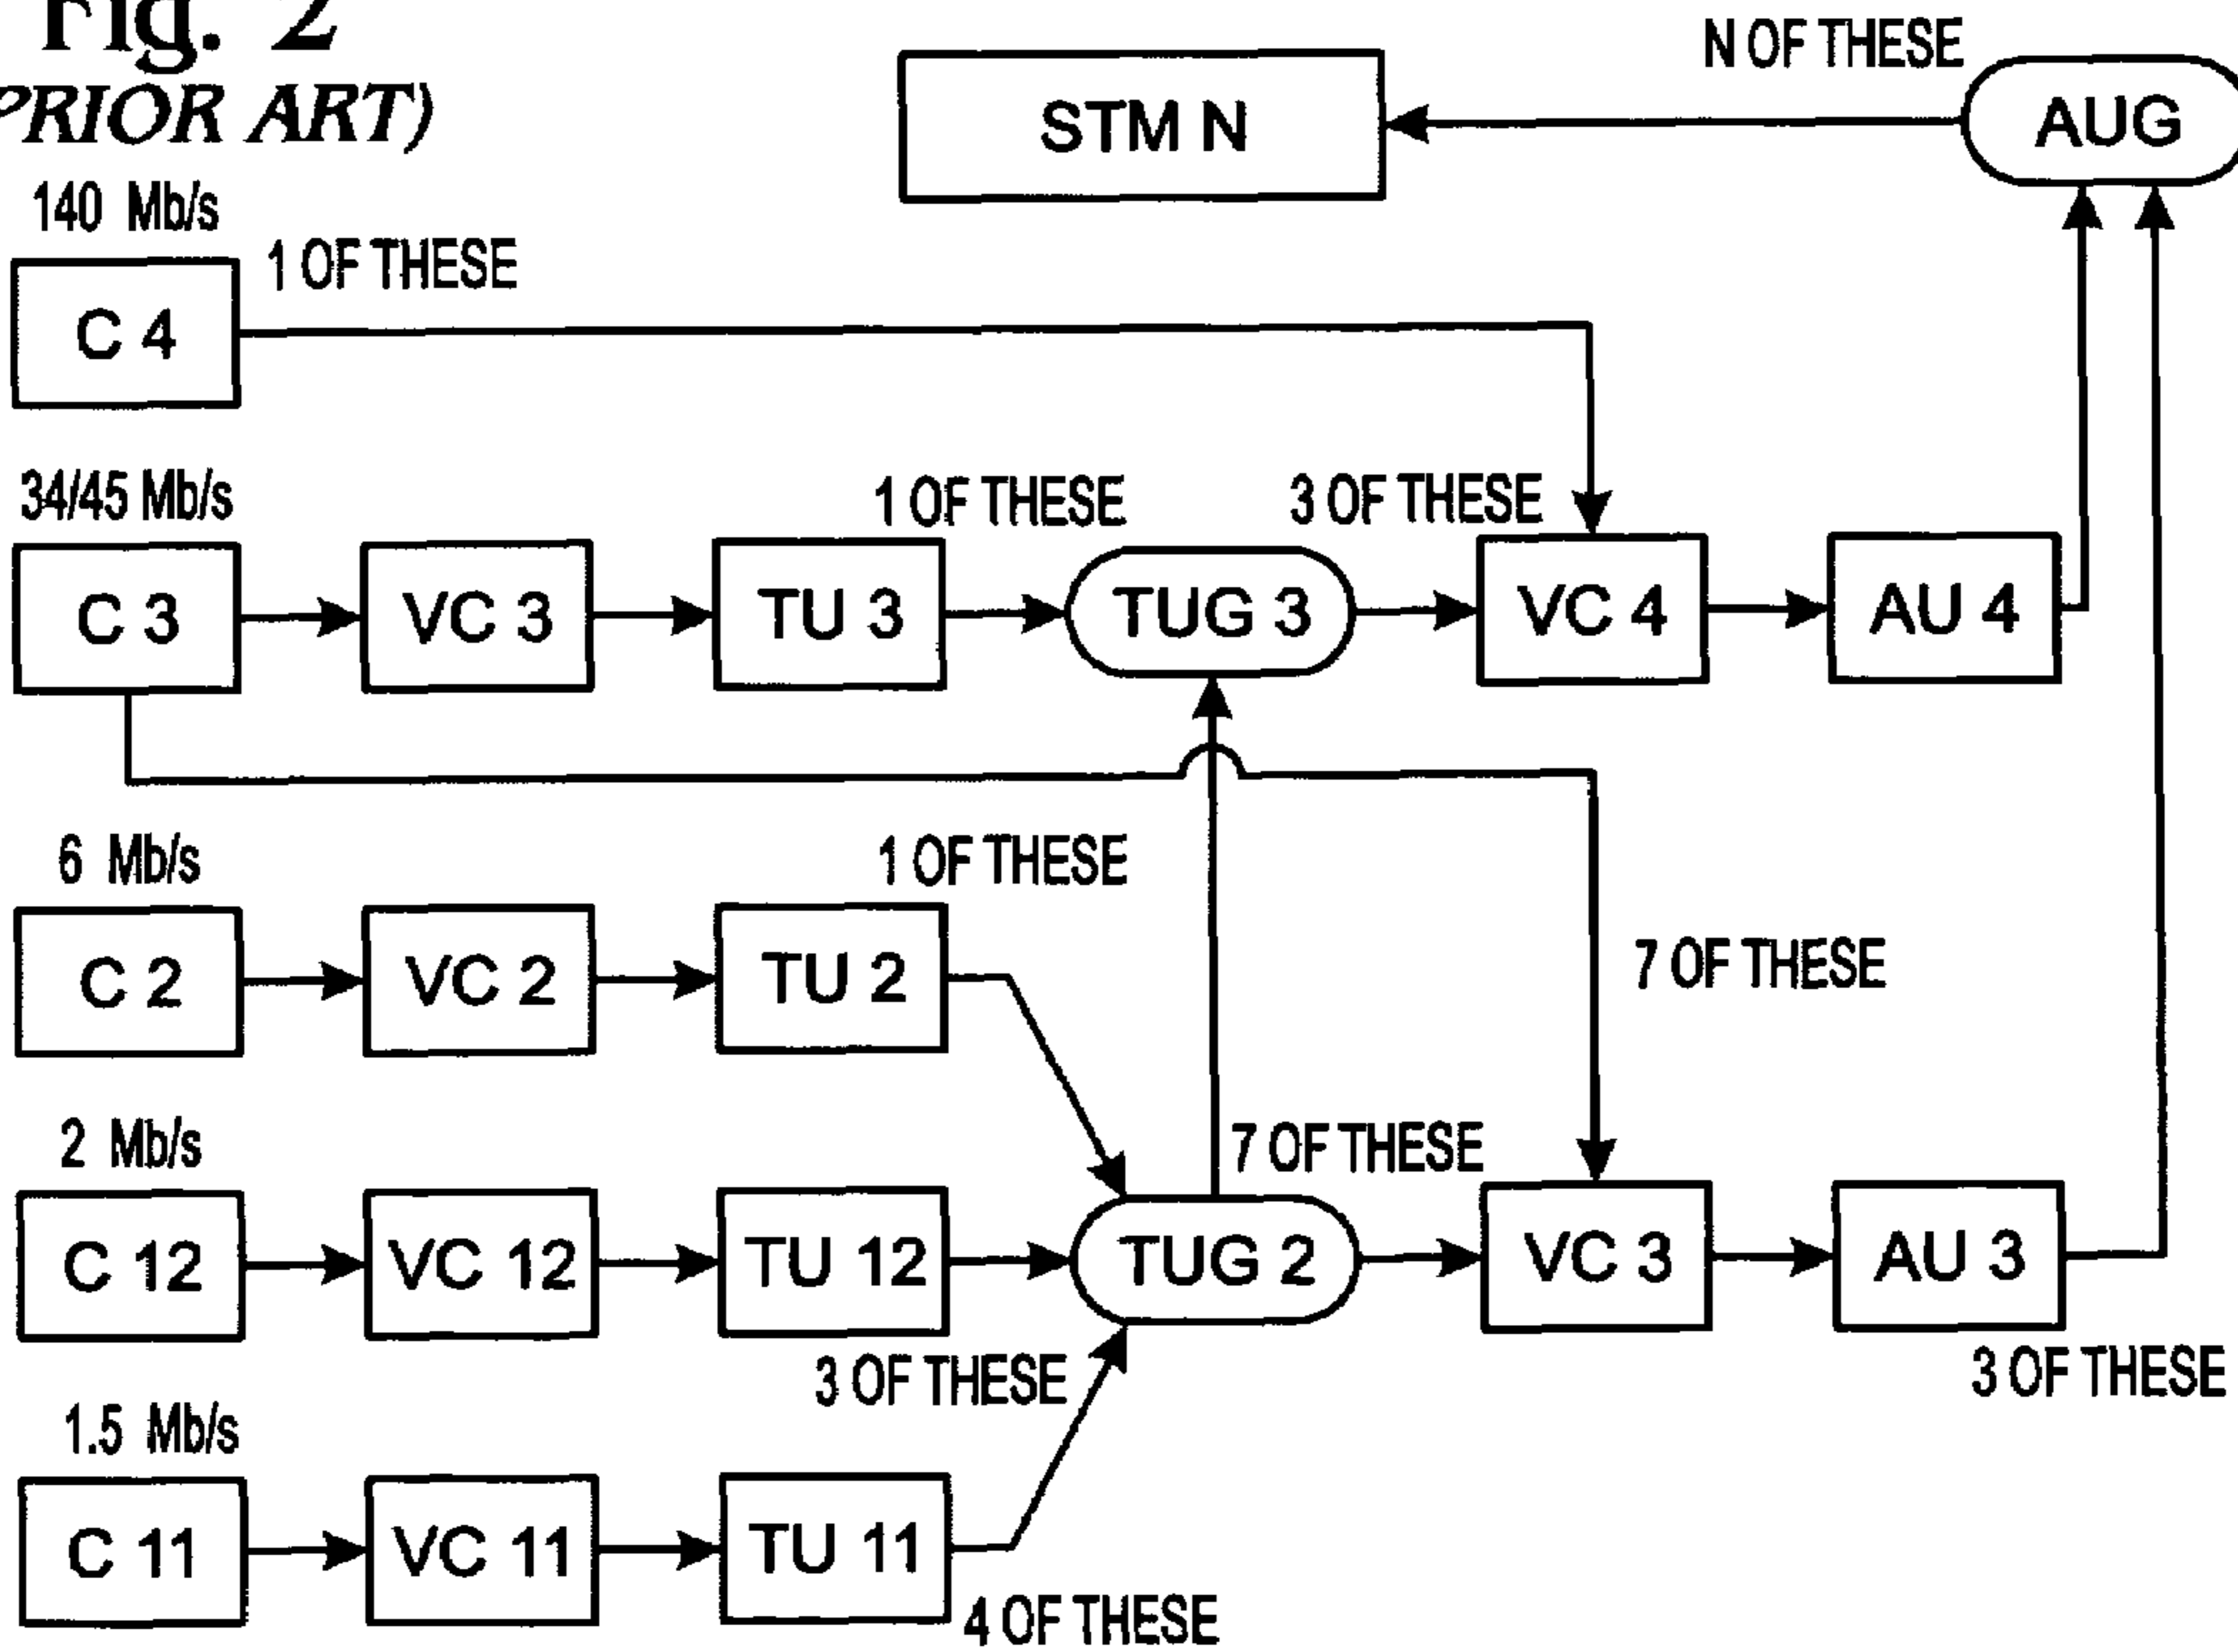 Fig. 2
PRIOR ART)
N OF THESE
STM N
AUG
140 Mb/s
1 OF THESE
C 4
34/45 Mb/s
1 OF THESE
3 OF THESE
C 3
VC 3
TU 3
TUG 3
VC 4
AU 4
6 Mb/s
1 OF THESE
C 2
VC 2
TU 2
7 OF THESE
2 Mb/s
7 OF THESE
C 12
VC 12
TU 12
TUG 2
VC 3
AU 3
3 OF THESE
3 OF THESE
1.5 Mb/s
C 11
VC 11
TU 11
4 OF THESE